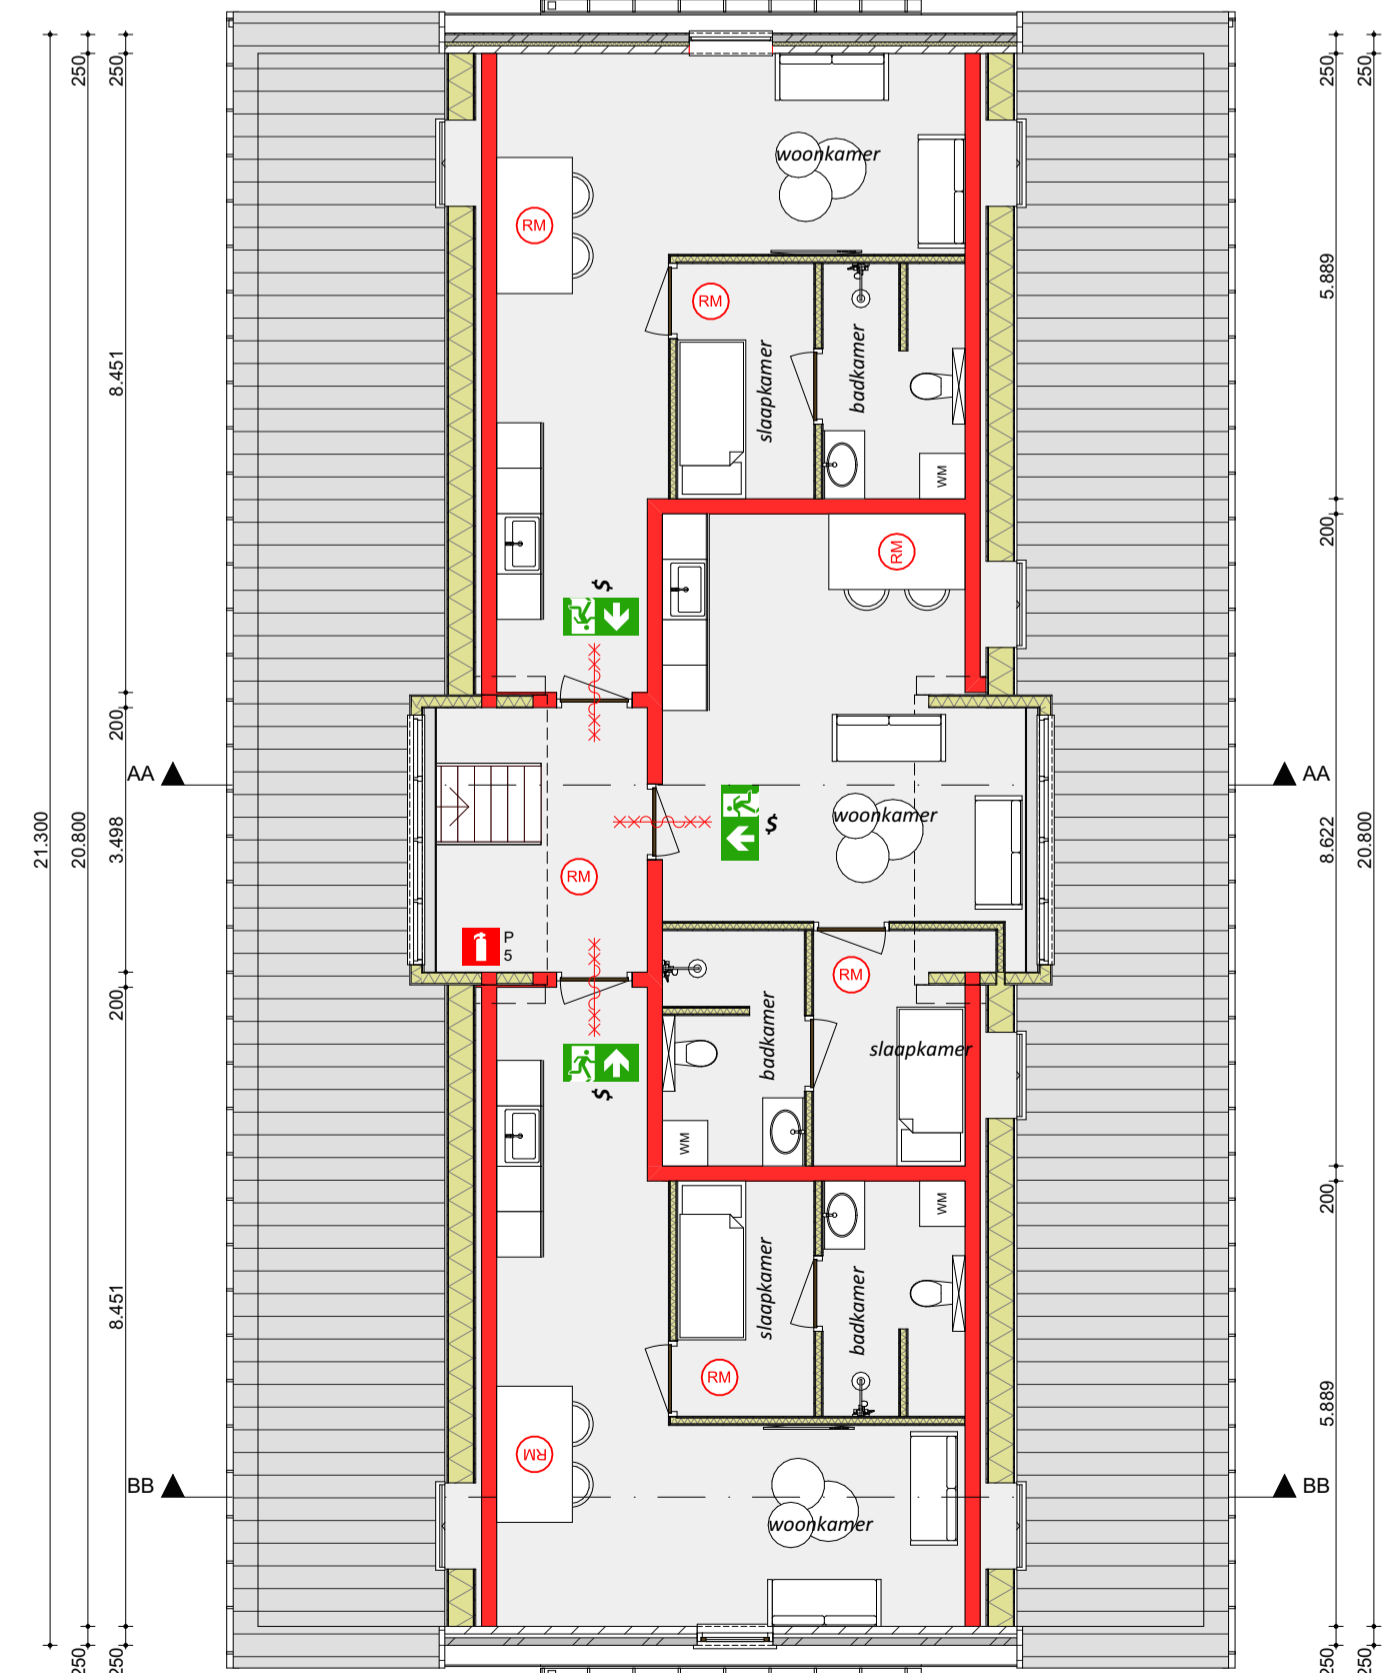 250
250
250
250
woonkamer
RM
5.889
RM
8.451
slaapkamer
badkamer
WM
200
RM
$
200
AA
AA
21.300
20.800
3.498
woonkamer
$
8.622
20.800
RM
P
5
RM
200
badkamer
slaapkamer
$
WM
200
WM
8.451
slaapkamer
badkamer
RM
5.889
RM
BB
BB
woonkamer
250
250
250
250